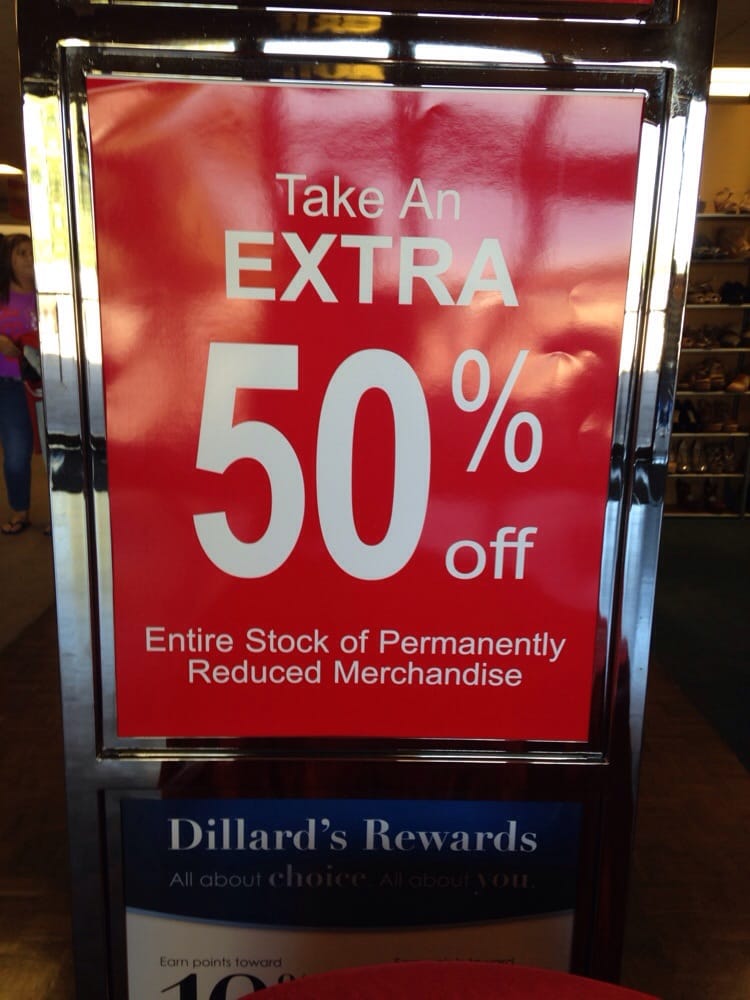 Take An
EXTRA
50%
off
Entire Stock of Permanently
Reduced Merchandise
Dillard's Rewards
All about choice. All about you.
Earn points toward
10%